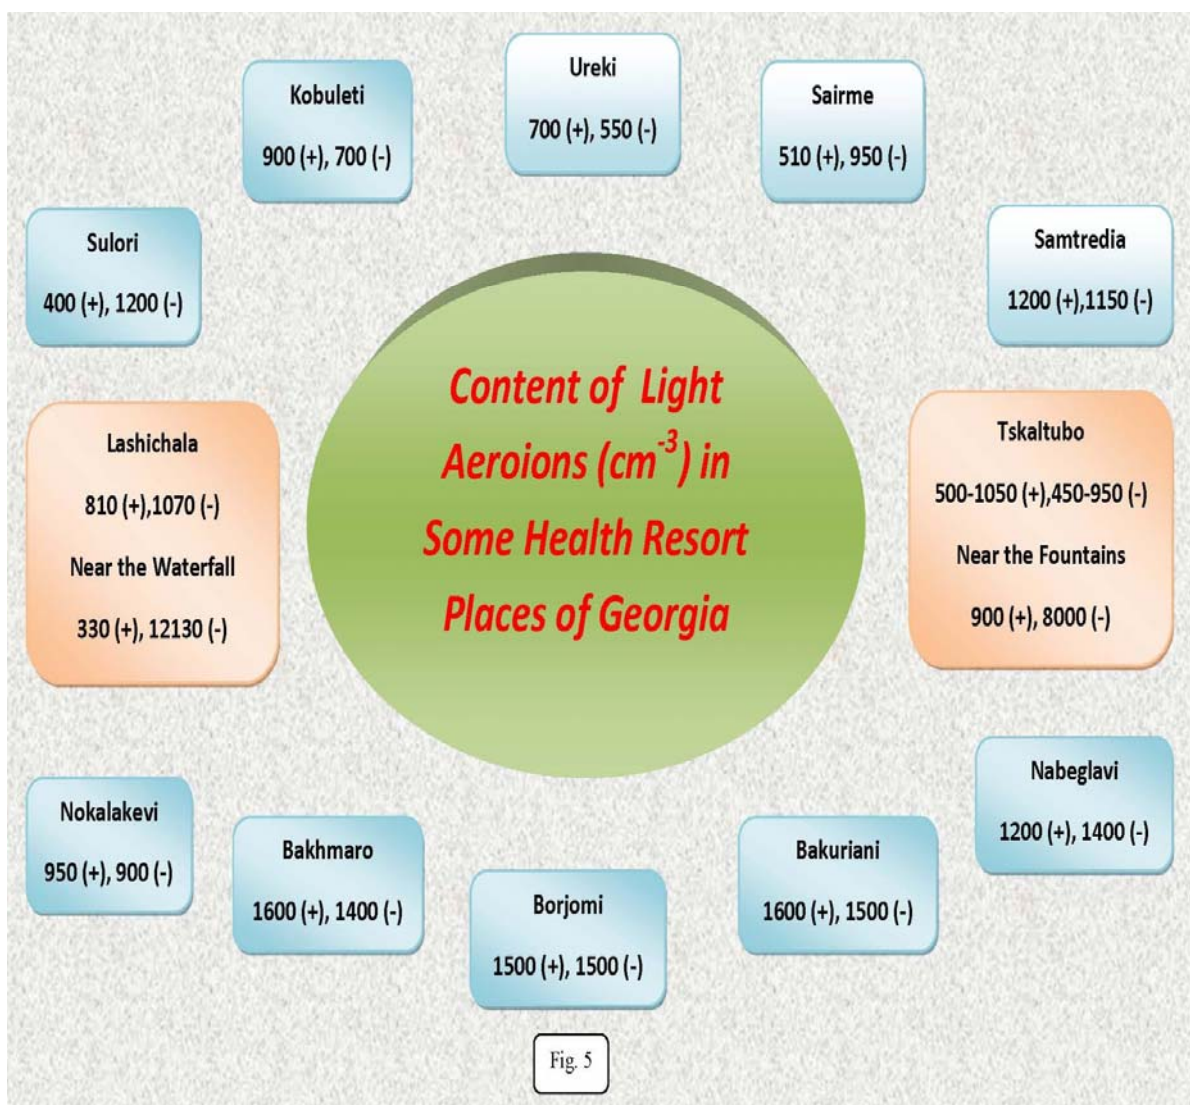 Ureki
700 (+), 550 (-)
Kobuleti
900 (+), 700 (-)
Sairme
510 (+), 950 (-)
Sulori
400 (+), 1200 (-)
Samtredia
1200 (+),1150 (-)
Content of Light
Aeroions (cm⁻³) in
Some Health Resort
Places of Georgia
Lashichala
810 (+),1070 (-)
Near the Waterfall
330 (+), 12130 (-)
Tskaltubo
500-1050 (+),450-950 (-)
Near the Fountains
900 (+), 8000 (-)
Nokalakevi
950 (+), 900 (-)
Bakhmaro
1600 (+), 1400 (-)
Borjomi
1500 (+), 1500 (-)
Bakuriani
1600 (+), 1500 (-)
Nabeglavi
1200 (+), 1400 (-)
Fig. 5